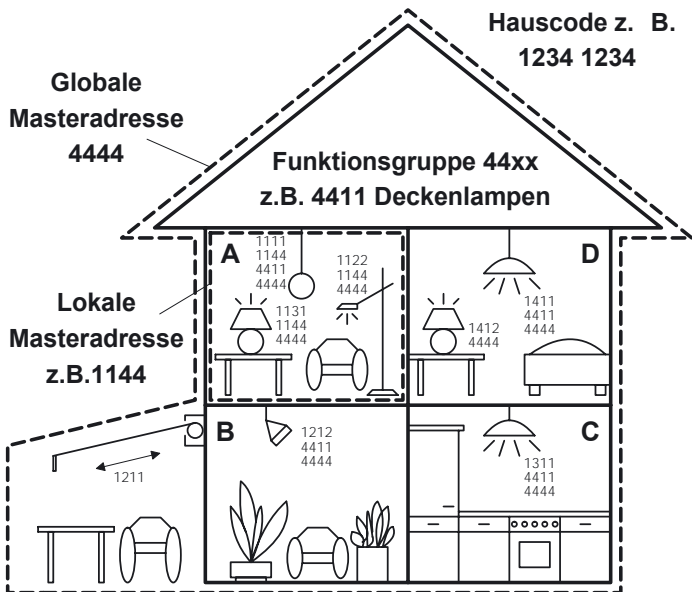 Hauscode z. B.
1234 1234
Globale
Masteradresse
4444
Funktionsgruppe 44xx
z.B. 4411 Deckenlampen
A
1111
1144
4411
4444
1122
1144
4444
1131
1144
4444
D
1411
4411
4444
1412
4444
Lokale
Masteradresse
z.B.1144
B
1212
4411
4444
C
1311
4411
4444
1211